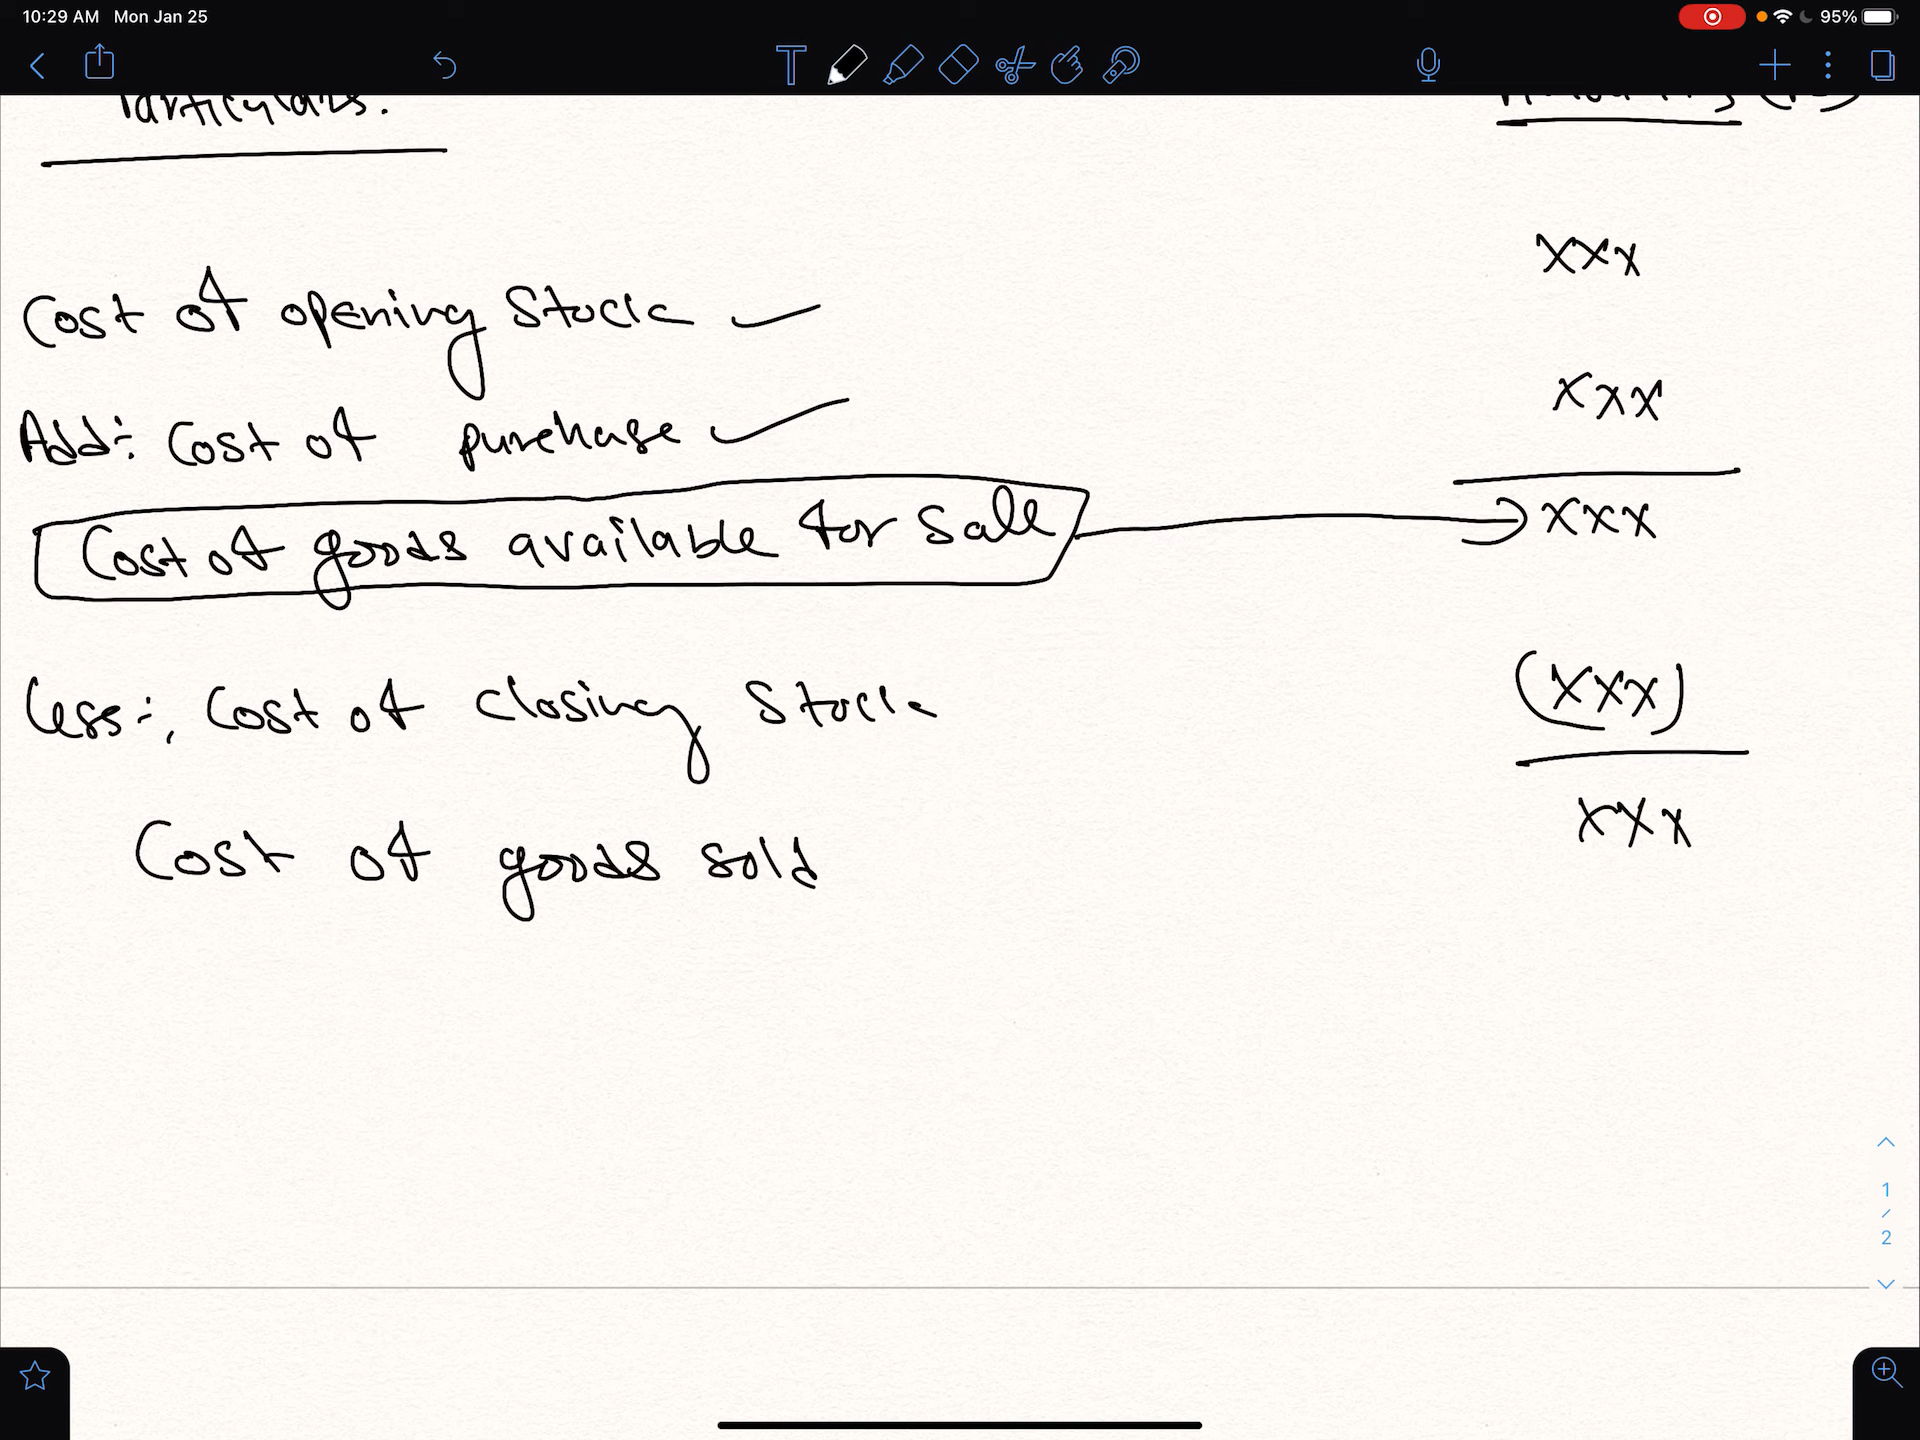 10:29 AM Mon Jan 25
95%
Particulars.
Cost of opening Stock xxx
Add:- Cost of purchase xxx
Cost of goods available for sale xxx
Less:-, Cost of closing Stock (xxx)
Cost of goods sold xxx
1
/
2